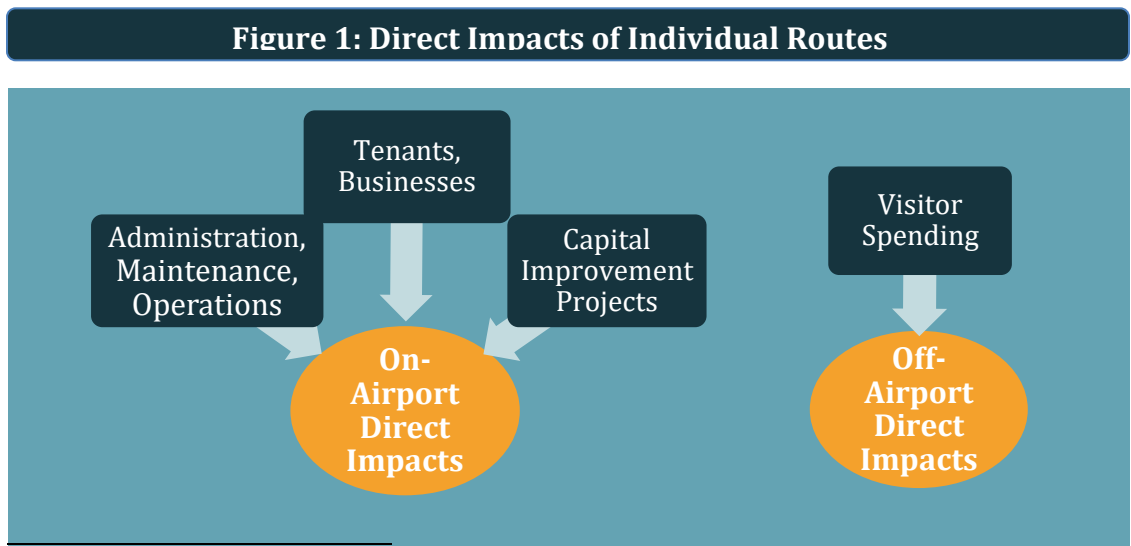 Figure 1: Direct Impacts of Individual Routes
Tenants,
Businesses
Administration,
Maintenance,
Operations
Capital
Improvement
Projects
Visitor
Spending
On-
Airport
Direct
Impacts
Off-
Airport
Direct
Impacts